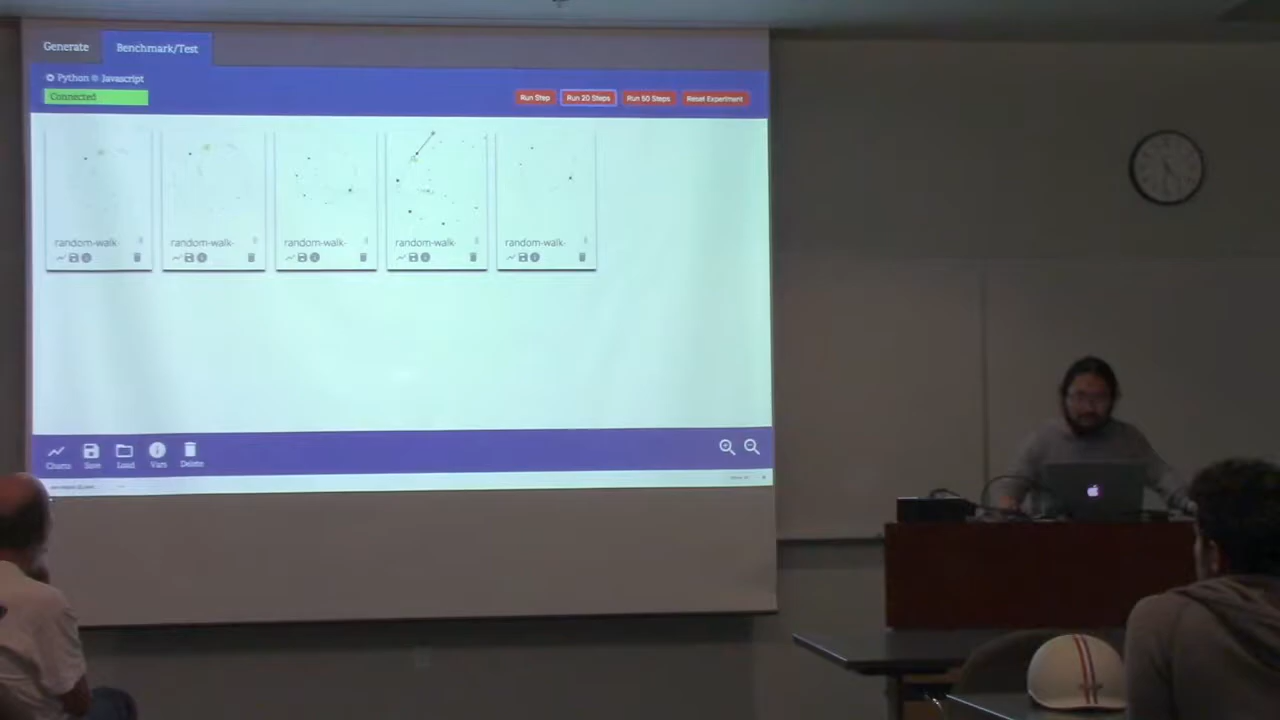 Generate Benchmark/Test
Python Javascript
Connected
Run Step Run 20 Steps Run 50 Steps Reset Experiment
random-walk random-walk- random-walk- random-walk- random-walk-
Charts Save Load Vars Delete